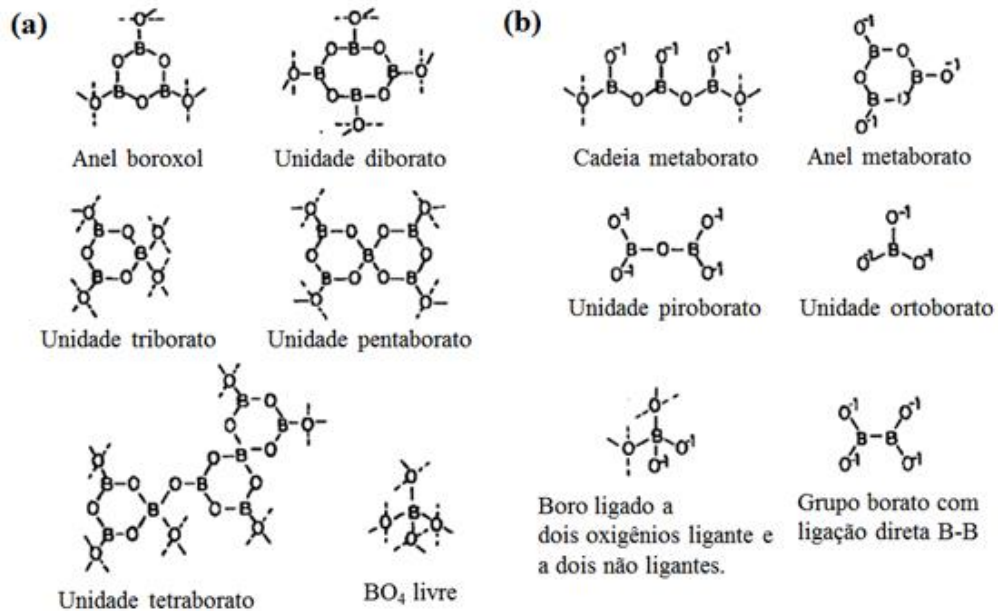 (a)
(b)
Anel boroxol
Unidade diborato
Cadeia metaborato
Anel metaborato
Unidade triborato
Unidade pentaborato
Unidade piroborato
Unidade ortoborato
Unidade tetraborato
BO₄ livre
Boro ligado a
dois oxigênios ligante e
a dois não ligantes.
Grupo borato com
ligação direta B-B